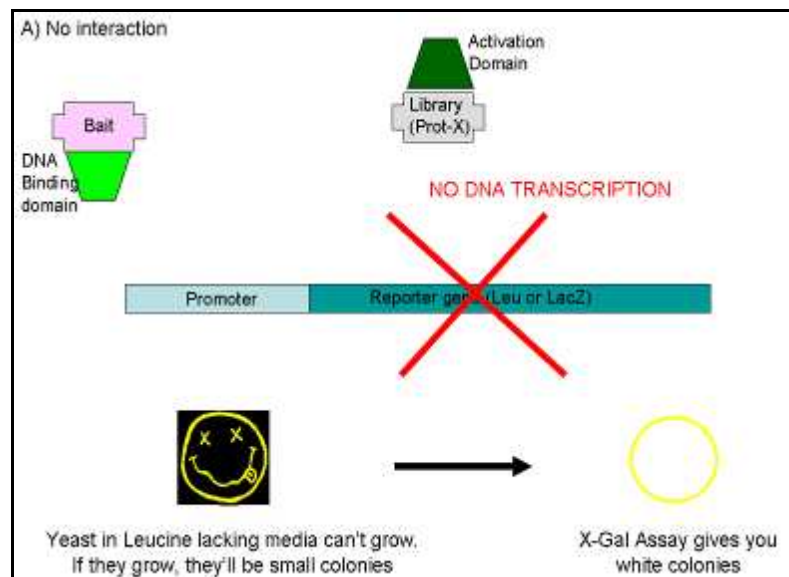 A) No interaction
Activation
Domain
Bait
Library
(Prot-X)
DNA
Binding
domain
NO DNA TRANSCRIPTION
Promoter
Reporter gene (Leu or LacZ)
Yeast in Leucine lacking media can't grow.
If they grow, they'll be small colonies
X-Gal Assay gives you
white colonies